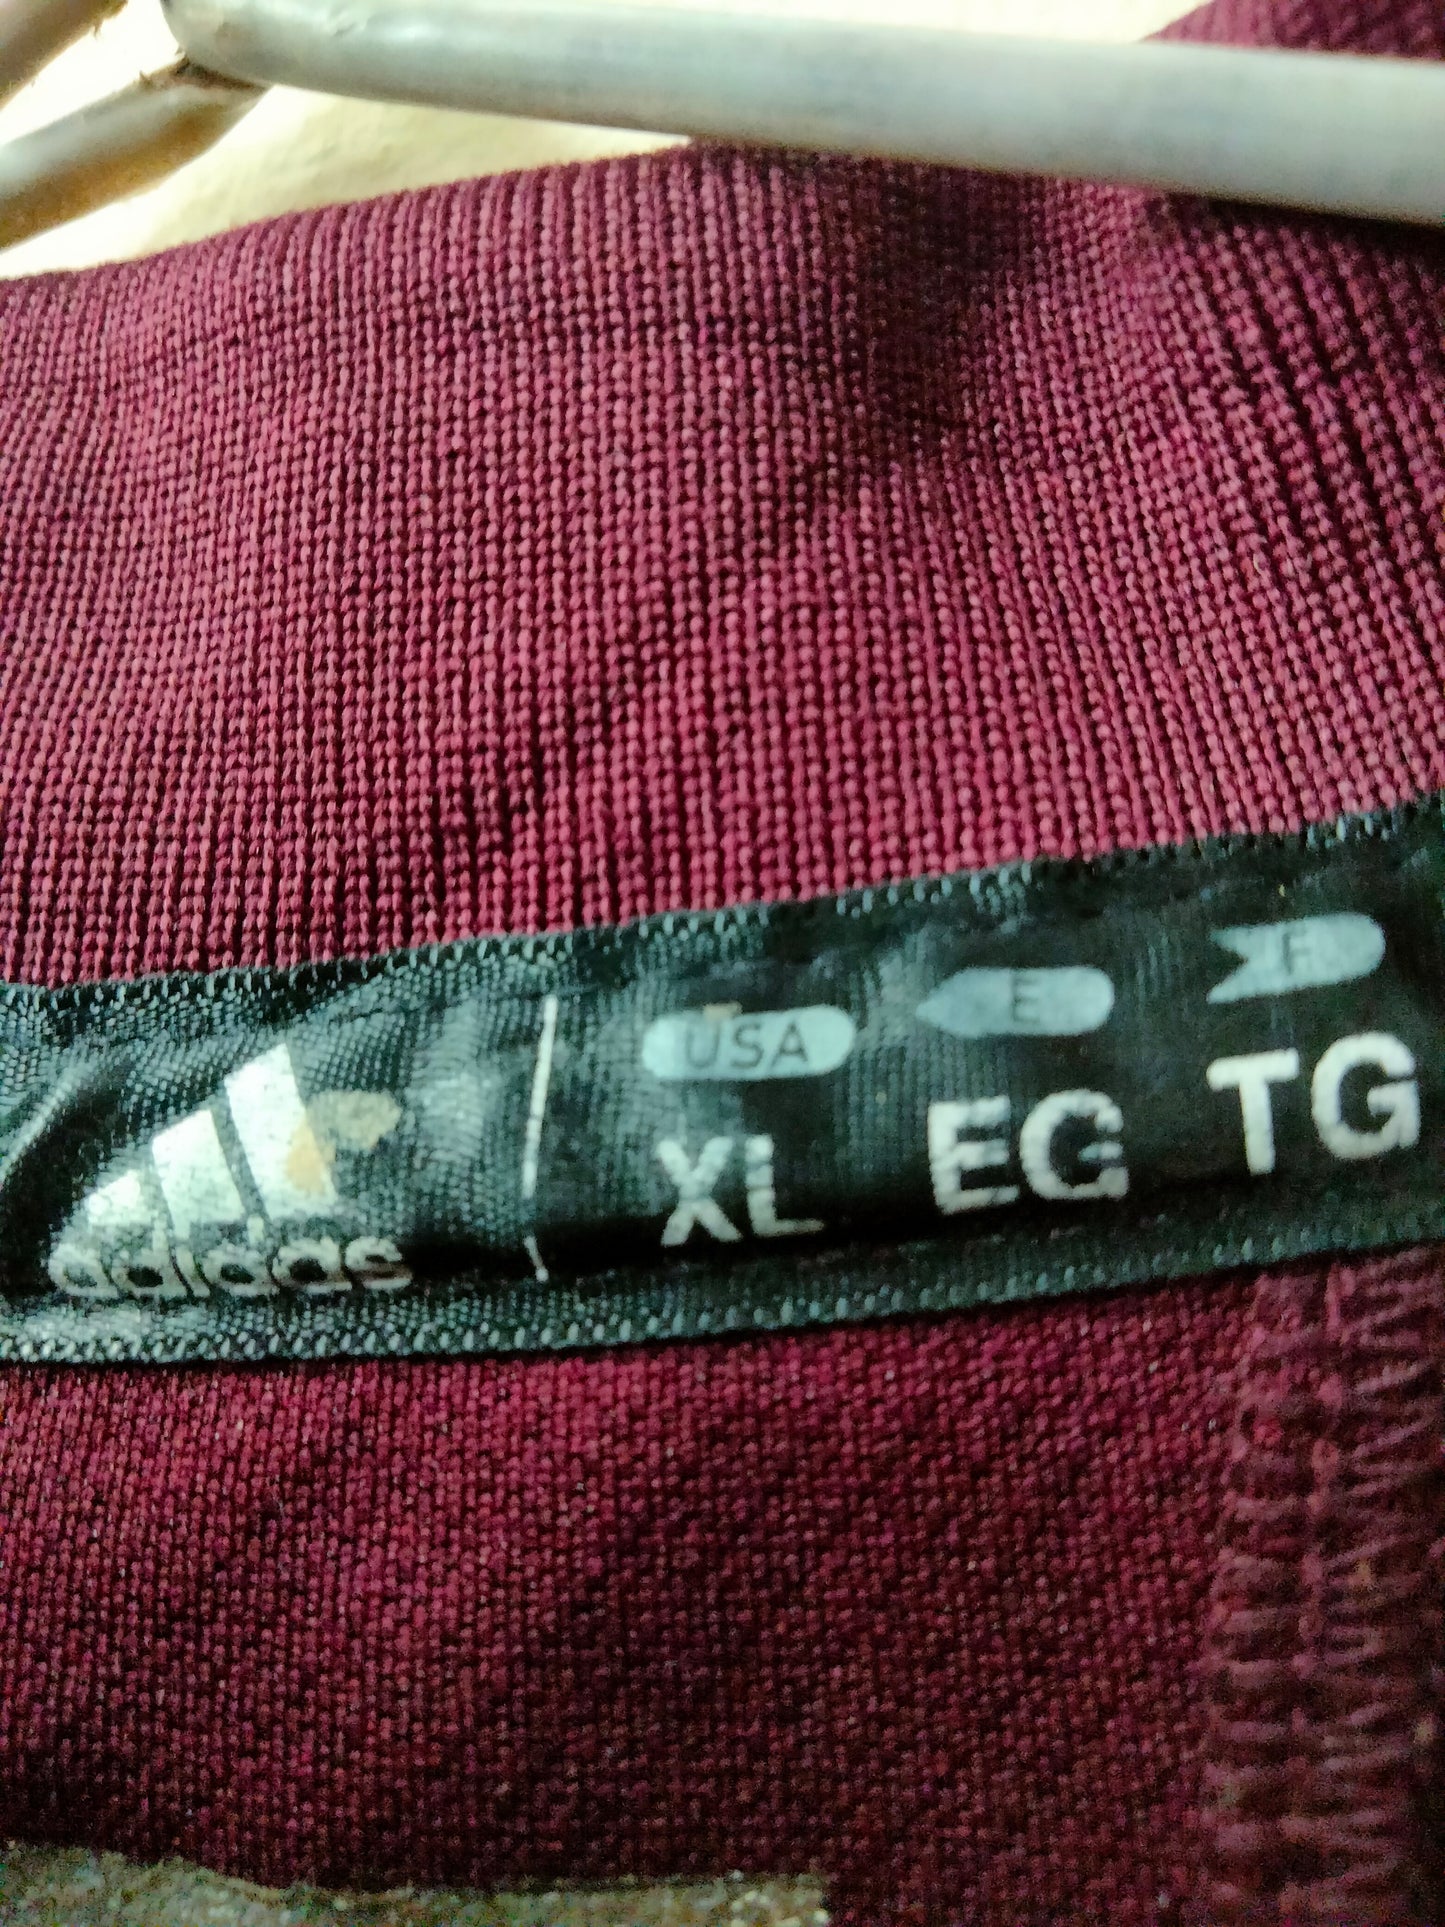 adidas
USA E F
XL EG TG